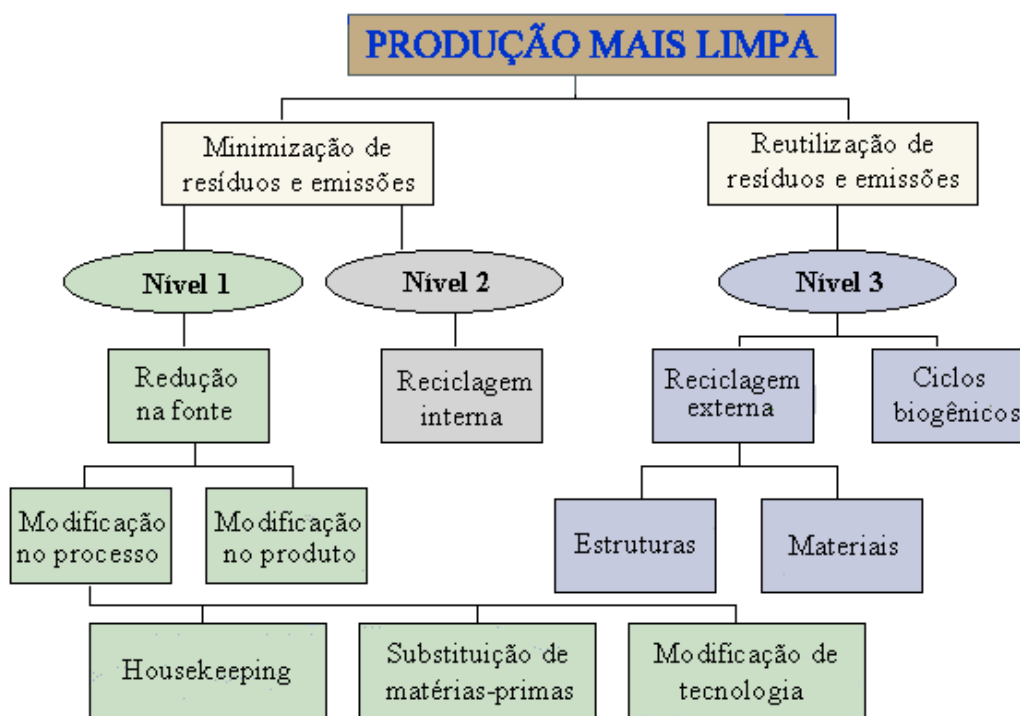 PRODUÇÃO MAIS LIMPA
Minimização de
resíduos e emissões
Reutilização de
resíduos e emissões
Nível 1
Nível 2
Nível 3
Redução
na fonte
Reciclagem
interna
Reciclagem
externa
Ciclos
biogênicos
Modificação
no processo
Modificação
no produto
Estruturas
Materiais
Housekeeping
Substituição de
matérias-primas
Modificação de
tecnologia